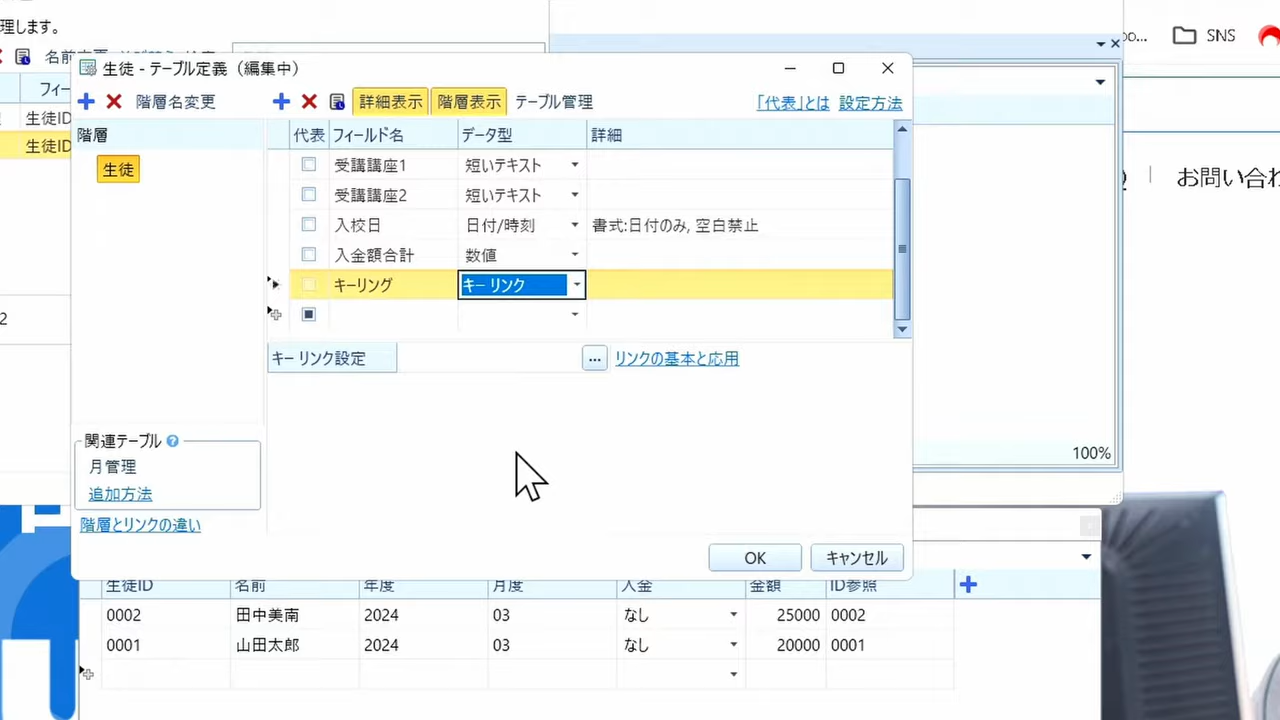 理します。
SNS
生徒 - テーブル定義（編集中）
階層名変更
詳細表示 階層表示 テーブル管理
「代表」とは 設定方法
階層
生徒
代表 フィールド名 データ型 詳細
受講講座1 短いテキスト
受講講座2 短いテキスト
入校日 日付/時刻 書式:日付のみ, 空白禁止
入金額合計 数値
キーリング キー リンク
キー リンク設定 ... リンクの基本と応用
関連テーブル
月管理
追加方法
階層とリンクの違い
OK キャンセル
生徒ID
生徒ID
2
お問い合わ
100%
生徒ID 名前 年度 月度 入金 金額 ID参照
0002 田中美南 2024 03 なし 25000 0002
0001 山田太郎 2024 03 なし 20000 0001